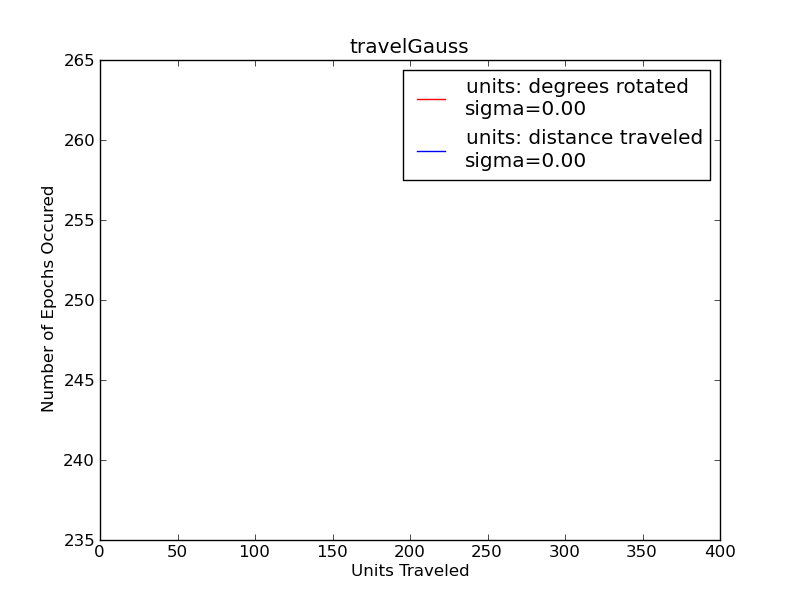 travelGauss
units: degrees rotated
sigma=0.00
units: distance traveled
sigma=0.00
265
260
255
250
245
240
235
Number of Epochs Occured
0 50 100 150 200 250 300 350 400
Units Traveled